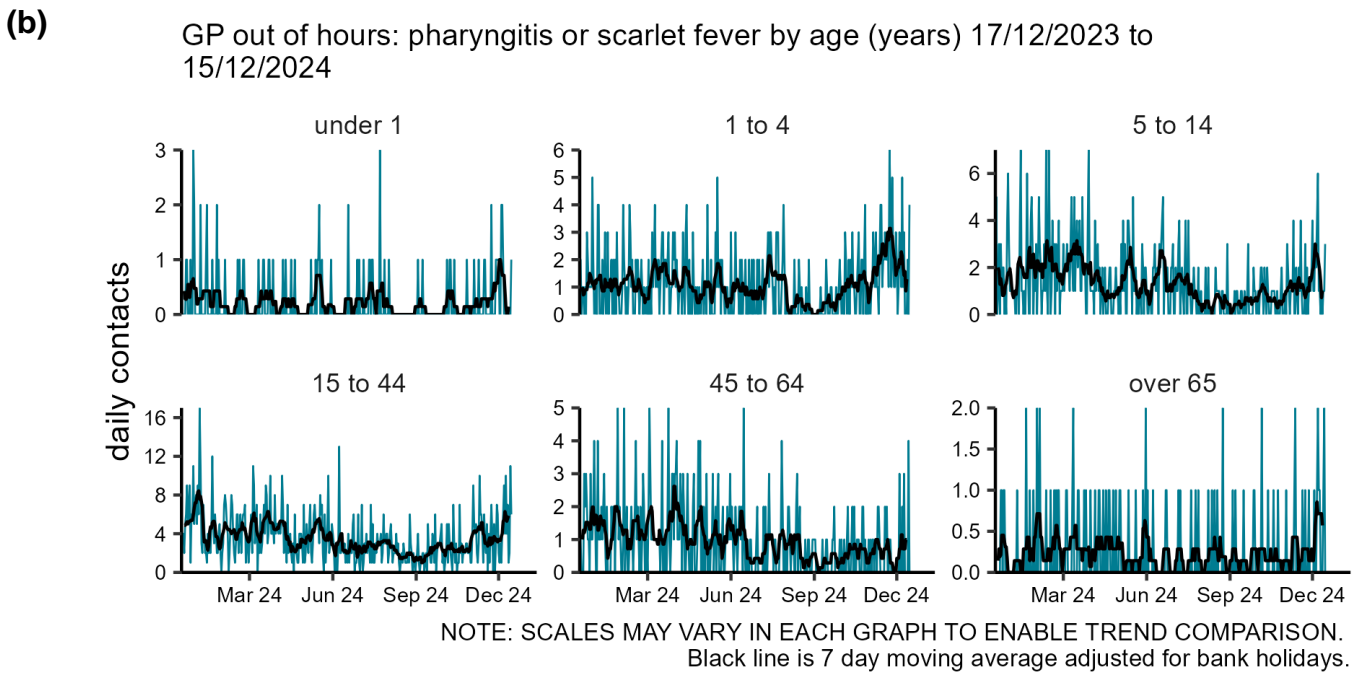 (b)
GP out of hours: pharyngitis or scarlet fever by age (years) 17/12/2023 to
15/12/2024
daily contacts
under 1
3
2
1
0
1 to 4
6
5
4
3
2
1
0
5 to 14
6
4
2
0
15 to 44
16
12
8
4
0
Mar 24 Jun 24 Sep 24 Dec 24
45 to 64
5
4
3
2
1
0
Mar 24 Jun 24 Sep 24 Dec 24
over 65
2.0
1.5
1.0
0.5
0.0
Mar 24 Jun 24 Sep 24 Dec 24
NOTE: SCALES MAY VARY IN EACH GRAPH TO ENABLE TREND COMPARISON.
Black line is 7 day moving average adjusted for bank holidays.